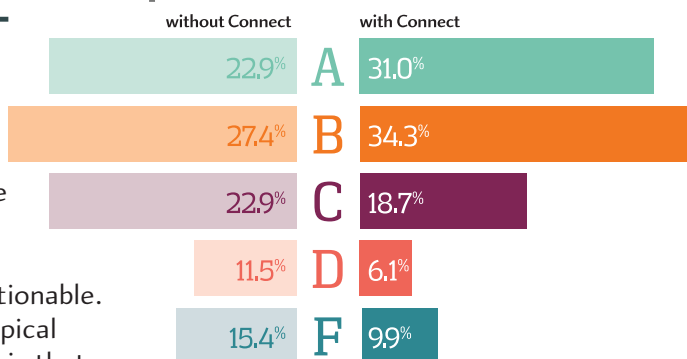 without Connect with Connect
22.9% A 31.0%
27.4% B 34.3%
22.9% C 18.7%
11.5% D 6.1%
tionable.
15.4% F 9.9%
pical